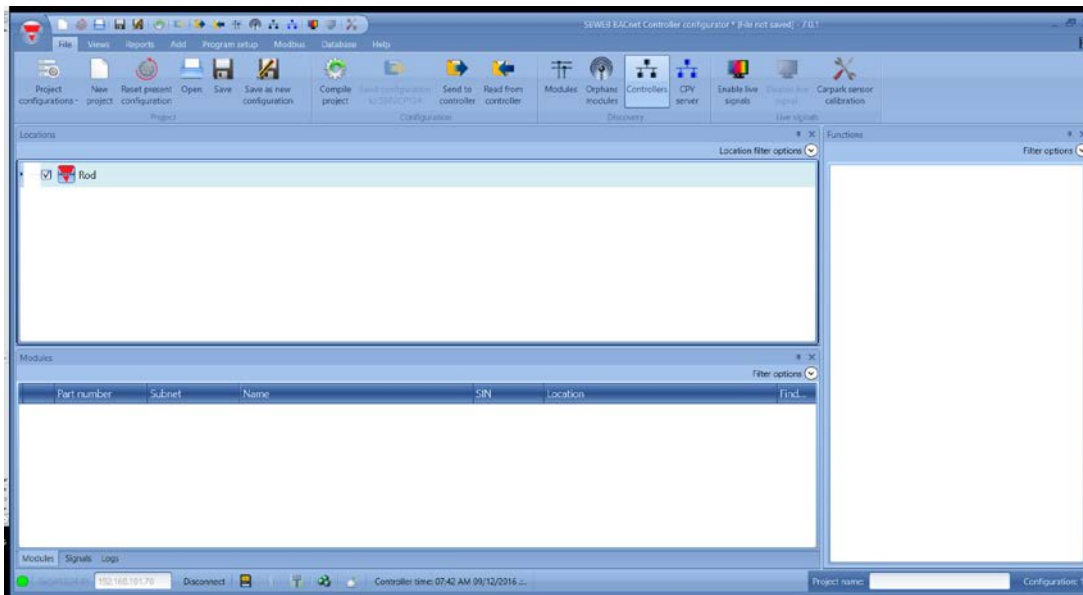 SBWEB BACnet Controller configurator * [File not saved] - 7.0.1
File Views Reports Add Program setup Modbus Database Help
Project configurations
New project
Reset present configuration
Open
Save
Save as new configuration
Compile project
Send to controller
Read from controller
Modules
Orphans modules
Controllers
CPY server
Enable live signals
Carpark sensor calibration
Project
Configuration
Discovery
Live signals
Locations
Location filter options
Rod
Functions
Filter options
Modules
Filter options
Part number Subnet Name SIN Location Find...
Modules Signals Logs
Disconnect
Controller time: 07:42 AM 09/12/2016
Project name:
Configuration: 1